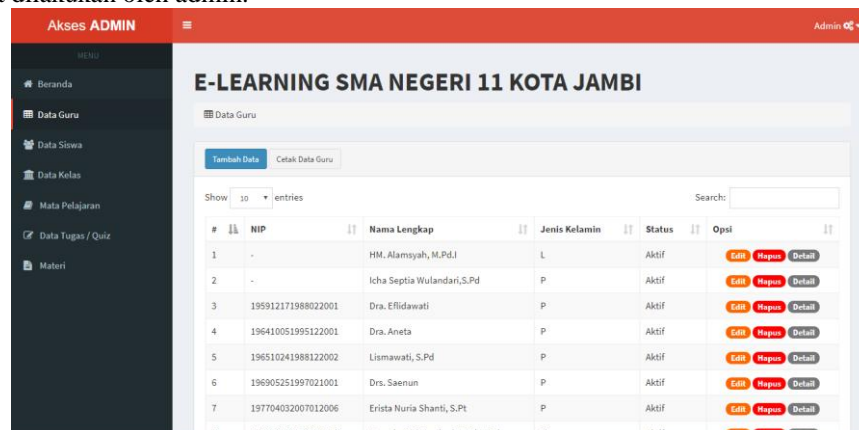 dilakukan oleh admin.
Akses ADMIN
Admin
MENU
Beranda
Data Guru
Data Siswa
Data Kelas
Mata Pelajaran
Data Tugas / Quiz
Materi
E-LEARNING SMA NEGERI 11 KOTA JAMBI
Data Guru
Tambah Data Cetak Data Guru
Show 10 entries Search:
# NIP Nama Lengkap Jenis Kelamin Status Opsi
1 - HM. Alamsyah, M.Pd.I L Aktif Edit Hapus Detail
2 - Icha Septia Wulandari,S.Pd P Aktif Edit Hapus Detail
3 195912171988022001 Dra. Eflidawati P Aktif Edit Hapus Detail
4 196410051995122001 Dra. Aneta P Aktif Edit Hapus Detail
5 196510241988122002 Lismawati, S.Pd P Aktif Edit Hapus Detail
6 196905251997021001 Drs. Saenun P Aktif Edit Hapus Detail
7 197704032007012006 Erista Nuria Shanti, S.Pt P Aktif Edit Hapus Detail